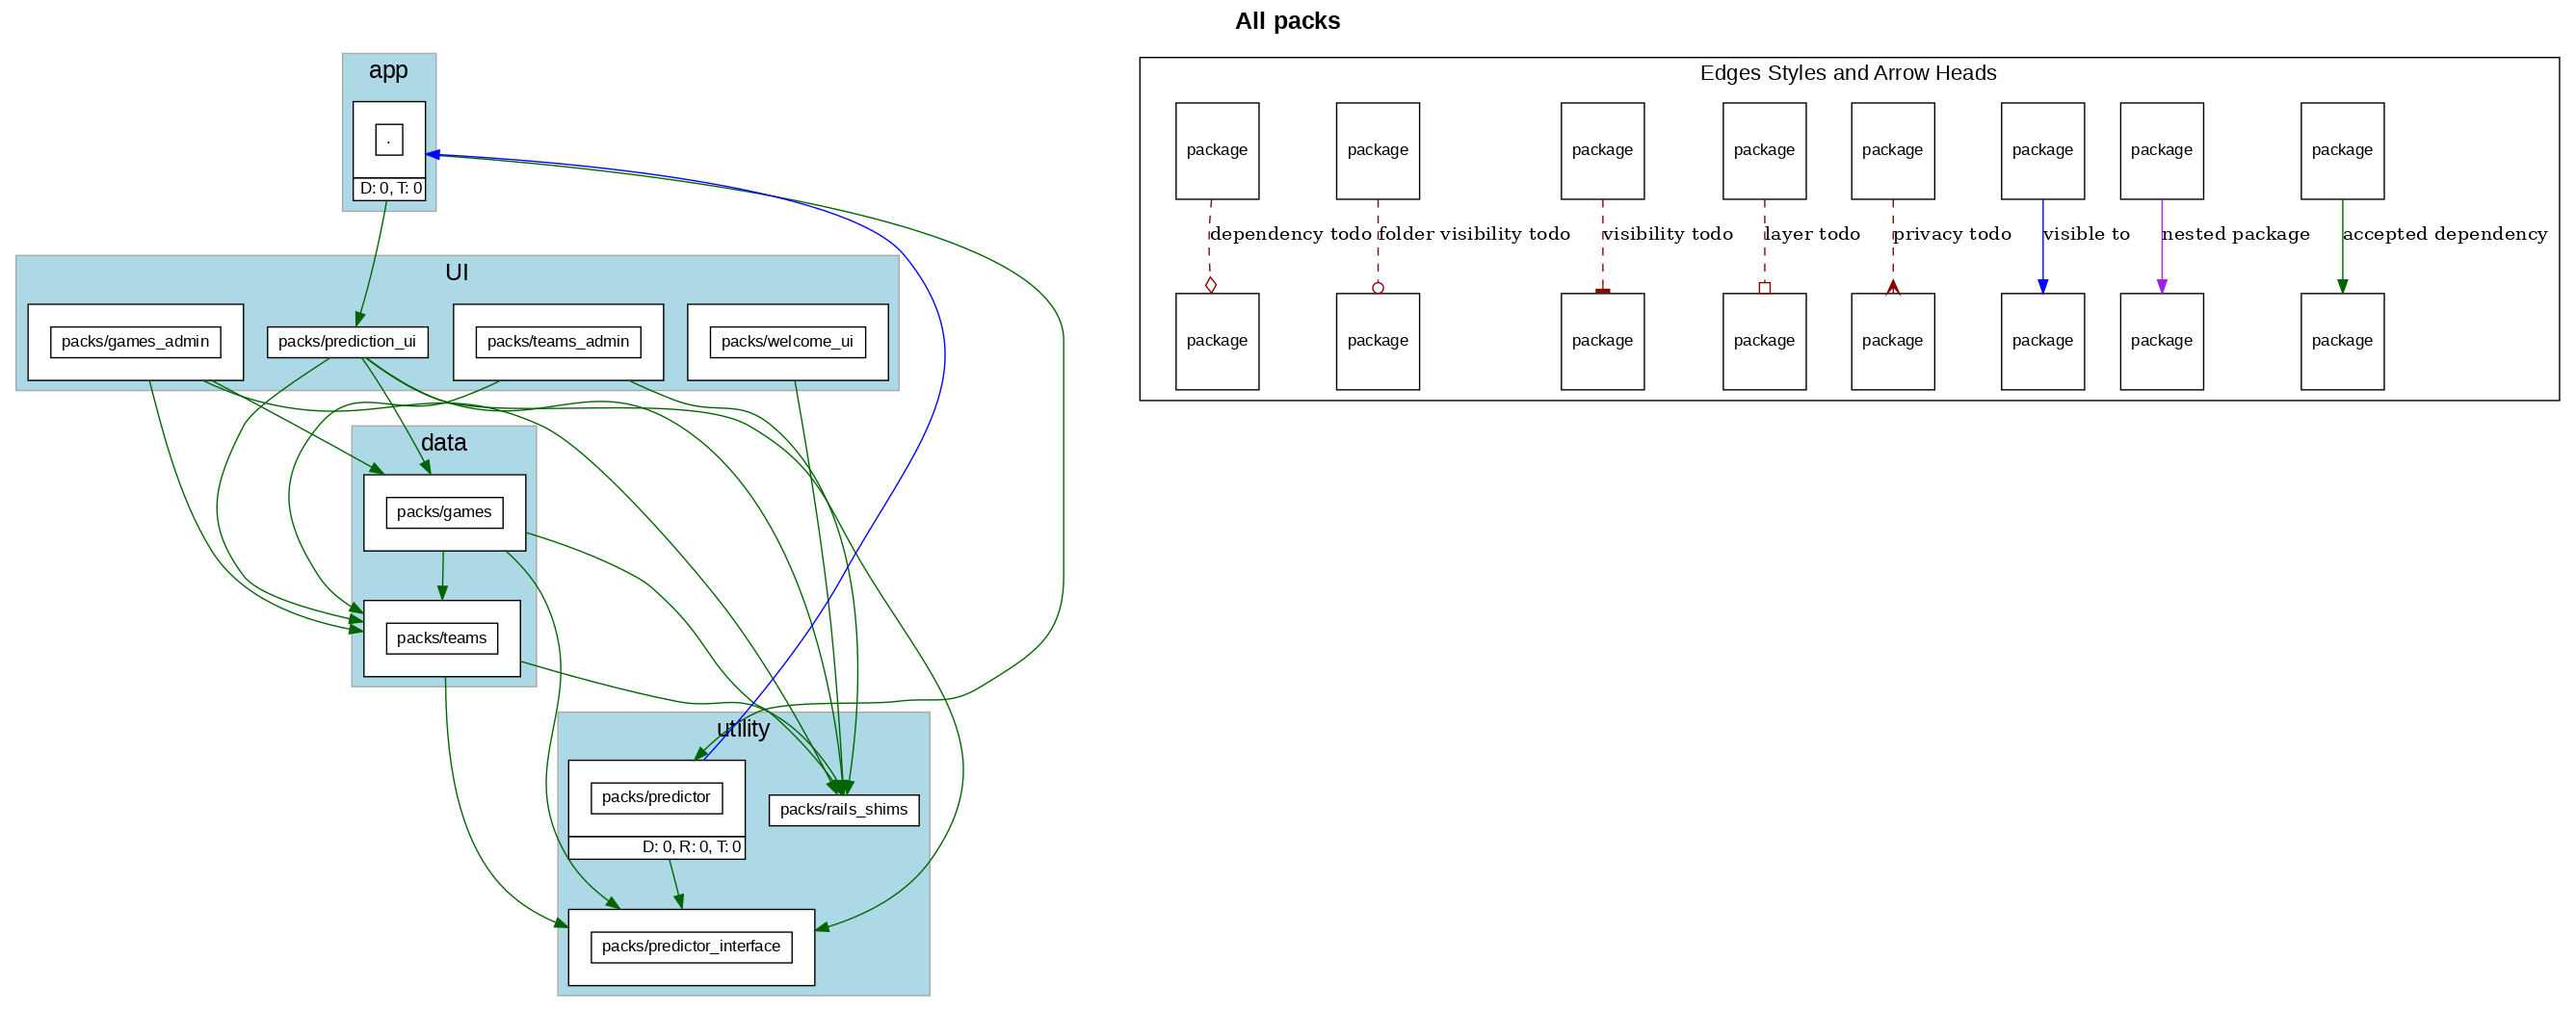 All packs
app
.
D: 0, T: 0
UI
packs/games_admin
packs/prediction_ui
packs/teams_admin
packs/welcome_ui
data
packs/games
packs/teams
utility
packs/predictor
D: 0, R: 0, T: 0
packs/rails_shims
packs/predictor_interface
Edges Styles and Arrow Heads
package package package package package package package package
dependency todo folder visibility todo visibility todo layer todo privacy todo visible to nested package accepted dependency
package package package package package package package package